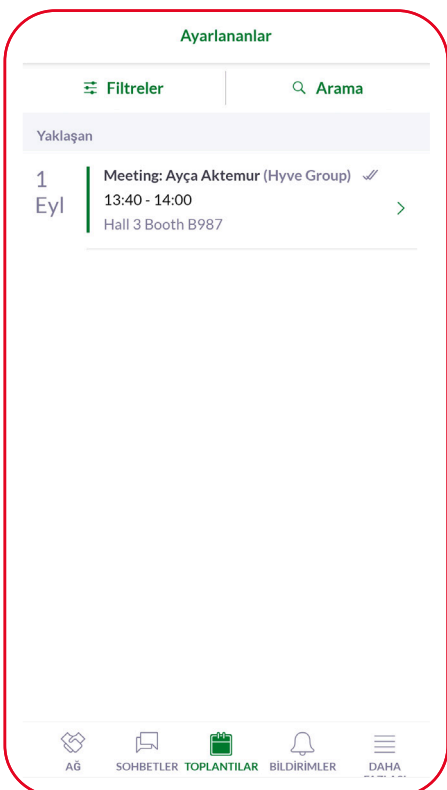 Ayarlananlar
Filtreler
Arama
Yaklaşan
1
Eyl
Meeting: Ayça Aktemur (Hyve Group)
13:40 - 14:00
Hall 3 Booth B987
AĞ
SOHBETLER
TOPLANTILAR
BİLDİRİMLER
DAHA